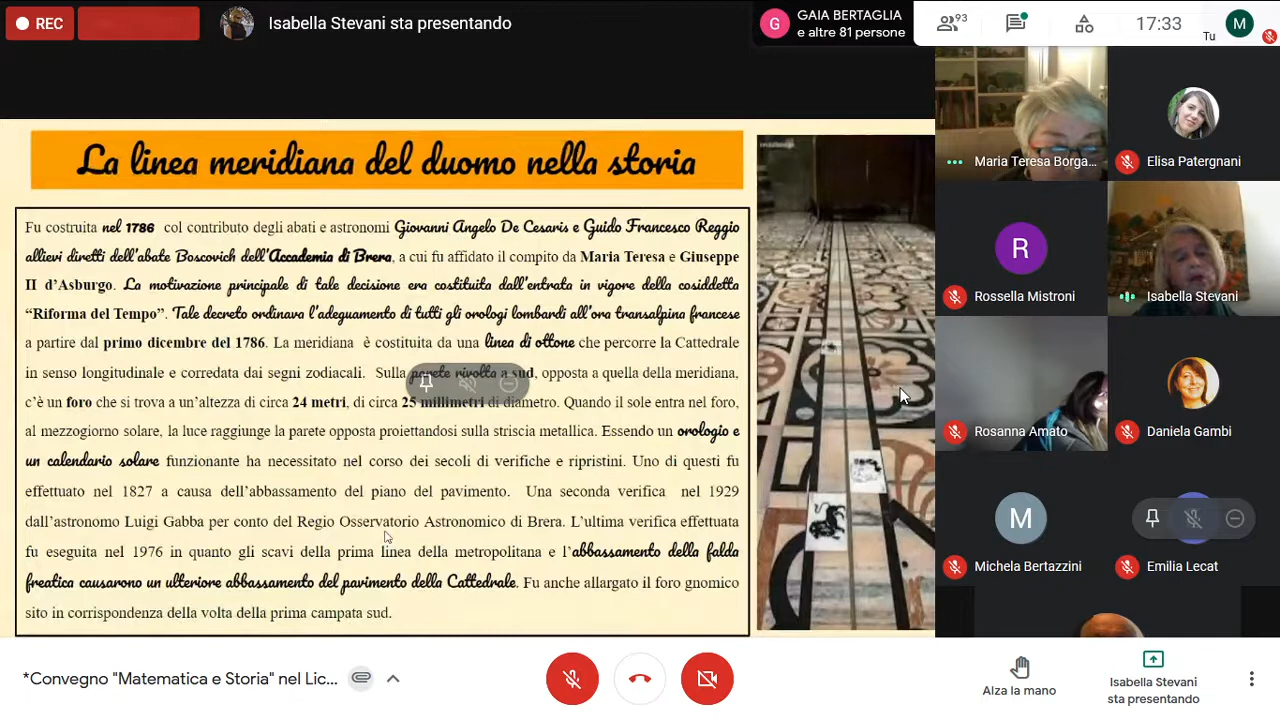 REC
Isabella Stevani sta presentando
G
GAIA BERTAGLIA
e altre 81 persone
93
17:33
Tu
M
La linea meridiana del duomo nella storia
Fu costruita nel 1786 col contributo degli abati e astronomi Giovanni Angelo De Cesaris e Guido Francesco Reggio
allievi diretti dell'abate Boscovich dell'Accademia di Brera, a cui fu affidato il compito da Maria Teresa e Giuseppe
II d'Asburgo. La motivazione principale di tale decisione era costituita dall'entrata in vigore della cosiddetta
“Riforma del Tempo”. Tale decreto ordinava l'adeguamento di tutti gli orologi lombardi all'ora transalpina francese
a partire dal primo dicembre del 1786. La meridiana è costituita da una linea di ottone che percorre la Cattedrale
in senso longitudinale e corredata dai segni zodiacali. Sulla parete rivolta a sud, opposta a quella della meridiana,
c'è un foro che si trova a un'altezza di circa 24 metri, di circa 25 millimetri di diametro. Quando il sole entra nel foro,
al mezzogiorno solare, la luce raggiunge la parete opposta proiettandosi sulla striscia metallica. Essendo un orologio e
un calendario solare funzionante ha necessitato nel corso dei secoli di verifiche e ripristini. Uno di questi fu
effettuato nel 1827 a causa dell'abbassamento del piano del pavimento. Una seconda verifica nel 1929
dall'astronomo Luigi Gabba per conto del Regio Osservatorio Astronomico di Brera. L'ultima verifica effettuata
fu eseguita nel 1976 in quanto gli scavi della prima linea della metropolitana e l'abbassamento della falda
freatica causarono un ulteriore abbassamento del pavimento della Cattedrale. Fu anche allargato il foro gnomico
sito in corrispondenza della volta della prima campata sud.
Maria Teresa Borga...
Elisa Patergnani
R
Rossella Mistroni
Isabella Stevani
Rosanna Amato
Daniela Gambi
M
Michela Bertazzini
Emilia Lecat
*Convegno "Matematica e Storia" nel Lic...
Alza la mano
Isabella Stevani
sta presentando